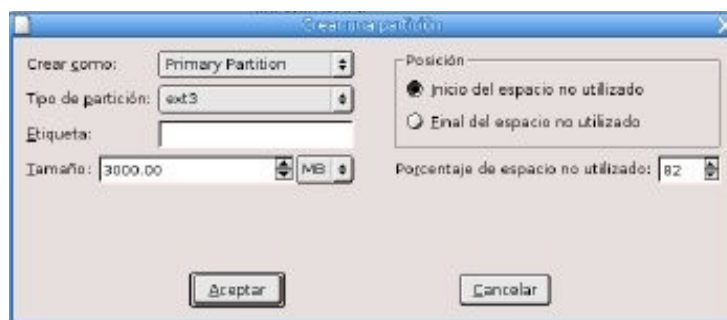 Crear una partición
Crear como: Primary Partition
Tipo de partición: ext3
Etiqueta:
Tamaño: 3000.00 MB
Posición
Inicio del espacio no utilizado
Final del espacio no utilizado
Porcentaje de espacio no utilizado: 82
Aceptar
Cancelar